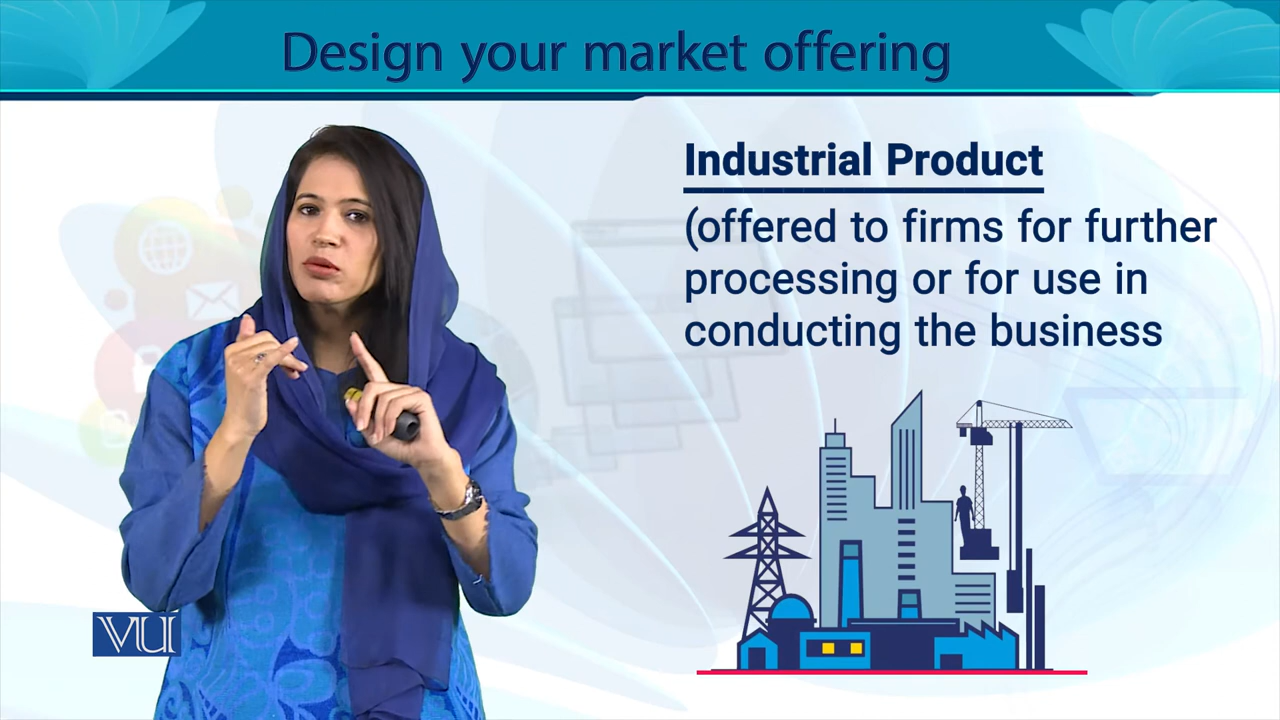 Design your market offering
Industrial Product
(offered to firms for further
processing or for use in
conducting the business
VU